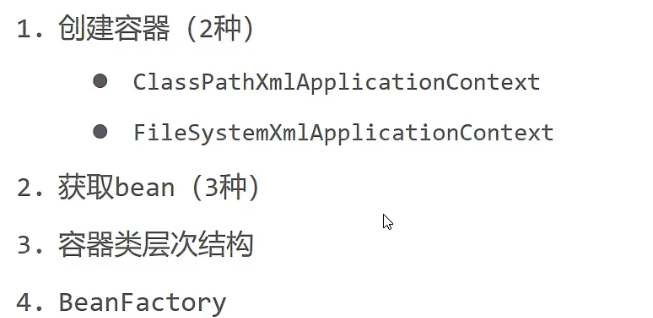 1. 创建容器（2种）
● ClassPathXmlApplicationContext
● FileSystemXmlApplicationContext
2. 获取bean（3种）
3. 容器类层次结构
4. BeanFactory